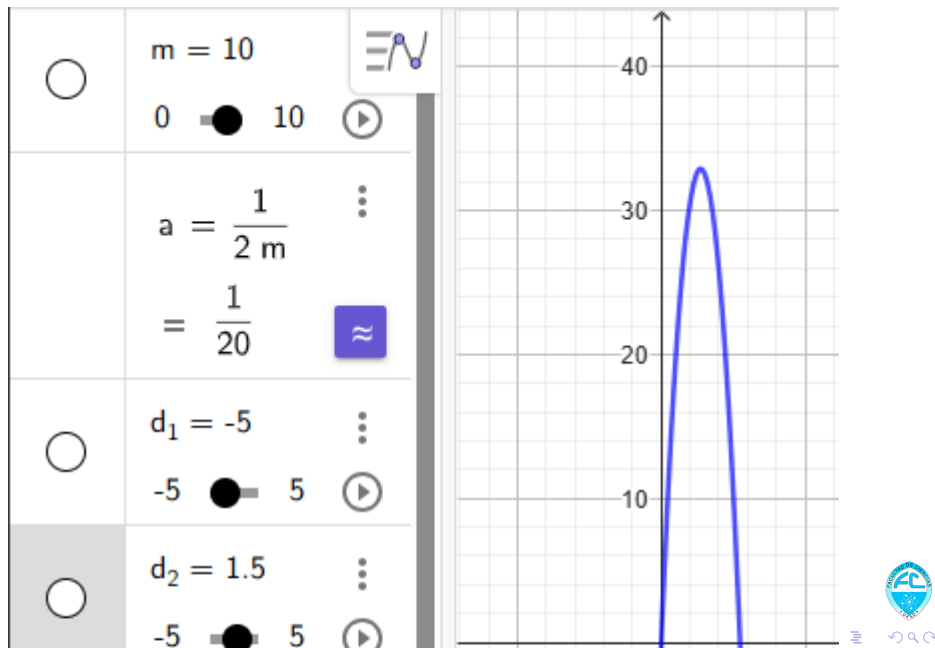 m = 10
0 10
a = 1/(2 m)
= 1/20
≈
d₁ = -5
-5 5
d₂ = 1.5
-5 5
40
30
20
10
FC